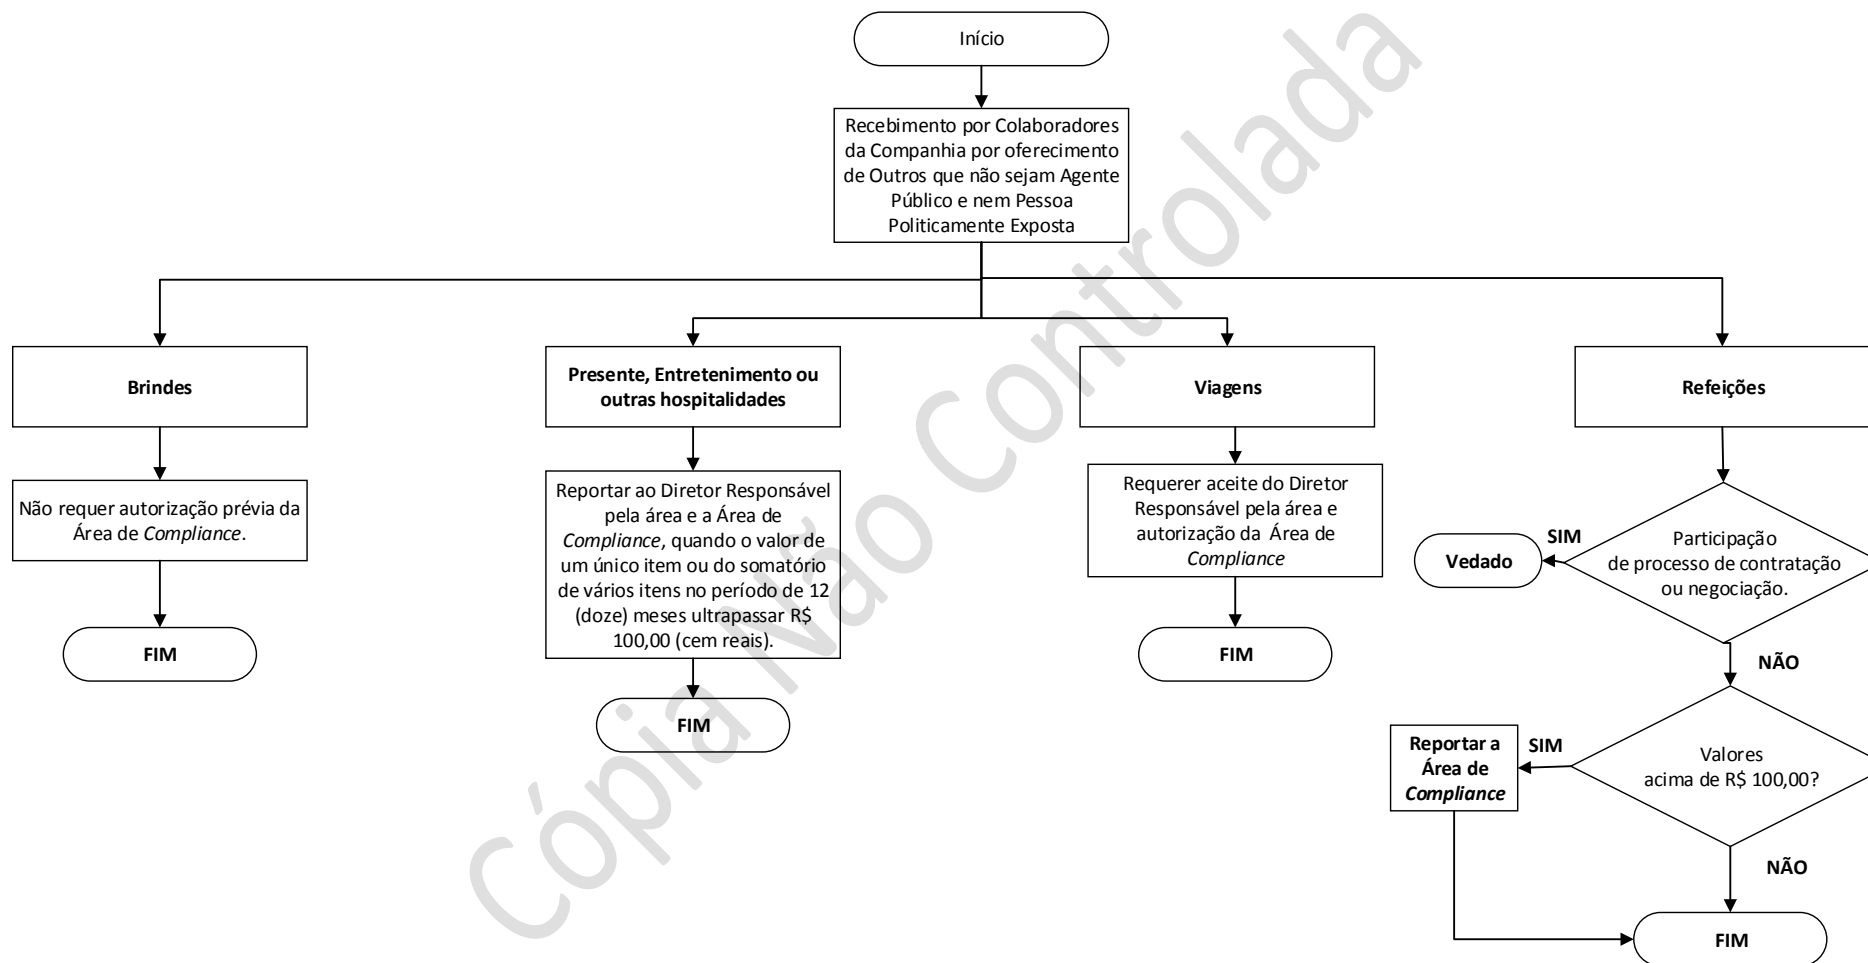 Início
Recebimento por Colaboradores
da Companhia por oferecimento
de Outros que não sejam Agente
Público e nem Pessoa
Politicamente Exposta
Brindes
Presente, Entretenimento ou
outras hospitalidades
Viagens
Refeições
Não requer autorização prévia da
Área de Compliance.
FIM
Reportar ao Diretor Responsável
pela área e a Área de
Compliance, quando o valor de
um único item ou do somatório
de vários itens no período de 12
(doze) meses ultrapassar R$
100,00 (cem reais).
FIM
Requerer aceite do Diretor
Responsável pela área e
autorização da Área de
Compliance
FIM
Participação
de processo de contratação
ou negociação.
SIM
Vedado
NÃO
Valores
acima de R$ 100,00?
SIM
Reportar a
Área de
Compliance
NÃO
FIM
Cópia Não Controlada